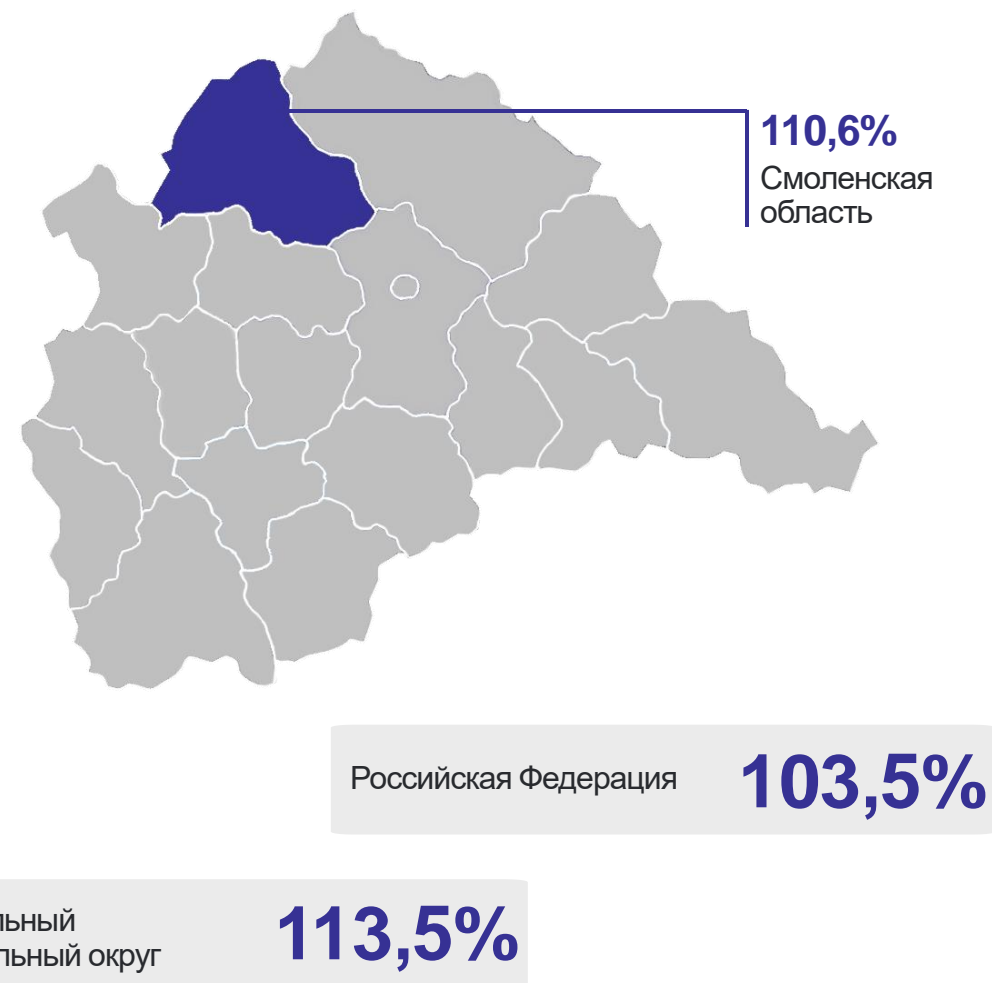 110,6%
Смоленская
область
Российская Федерация 103,5%
льный
льный округ 113,5%